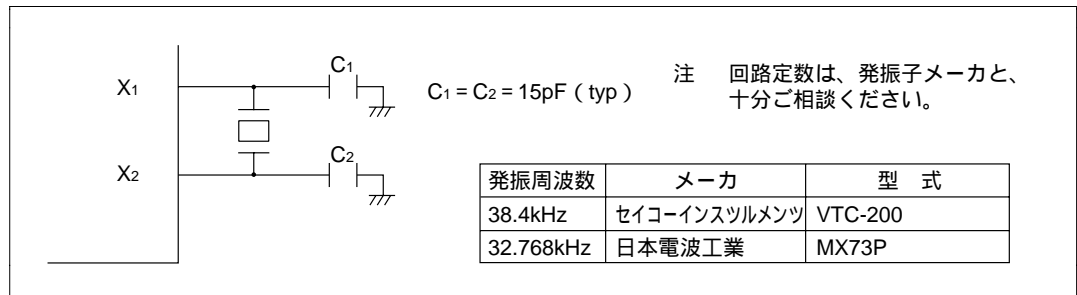 X1
C1
C1 = C2 = 15pF（typ）
注　回路定数は、発振子メーカと、
十分ご相談ください。
X2
C2
発振周波数　メーカ　型　式
38.4kHz　セイコーインスツルメンツ　VTC-200
32.768kHz　日本電波工業　MX73P